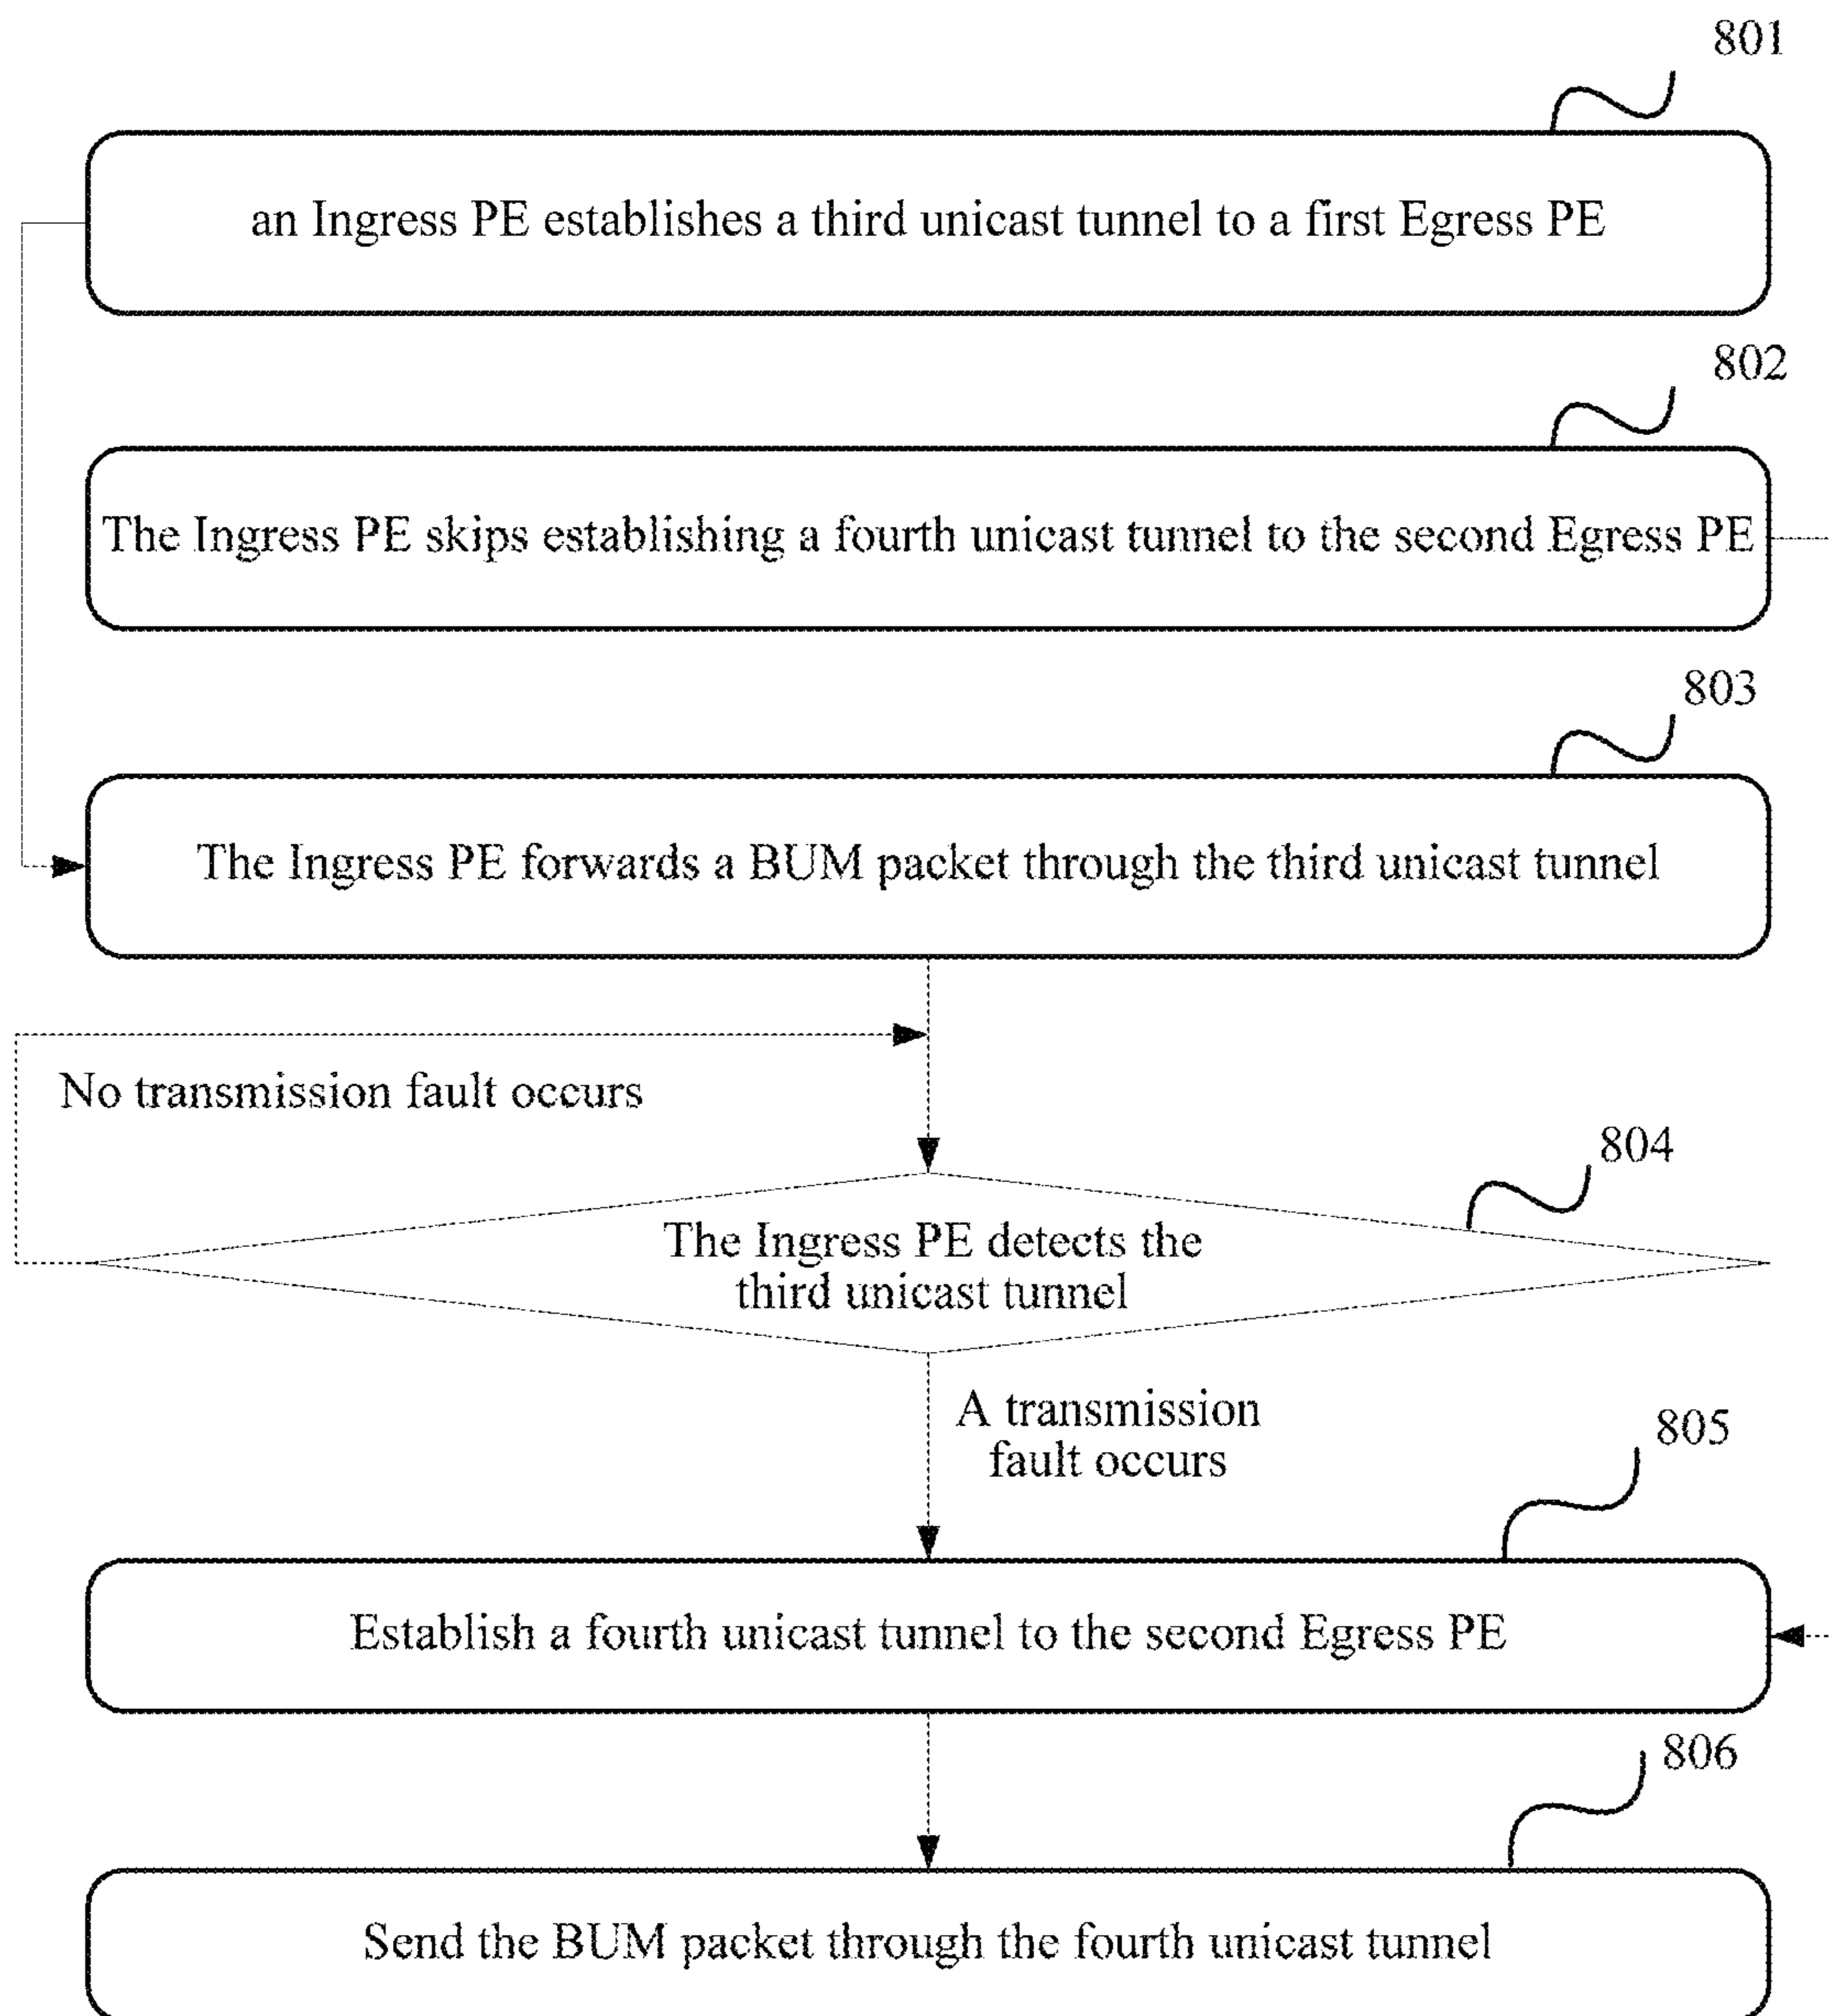 801
an Ingress PE establishes a third unicast tunnel to a first Egress PE
802
The Ingress PE skips establishing a fourth unicast tunnel to the second Egress PE
803
The Ingress PE forwards a BUM packet through the third unicast tunnel
No transmission fault occurs
804
The Ingress PE detects the
third unicast tunnel
A transmission
fault occurs
805
Establish a fourth unicast tunnel to the second Egress PE
806
Send the BUM packet through the fourth unicast tunnel